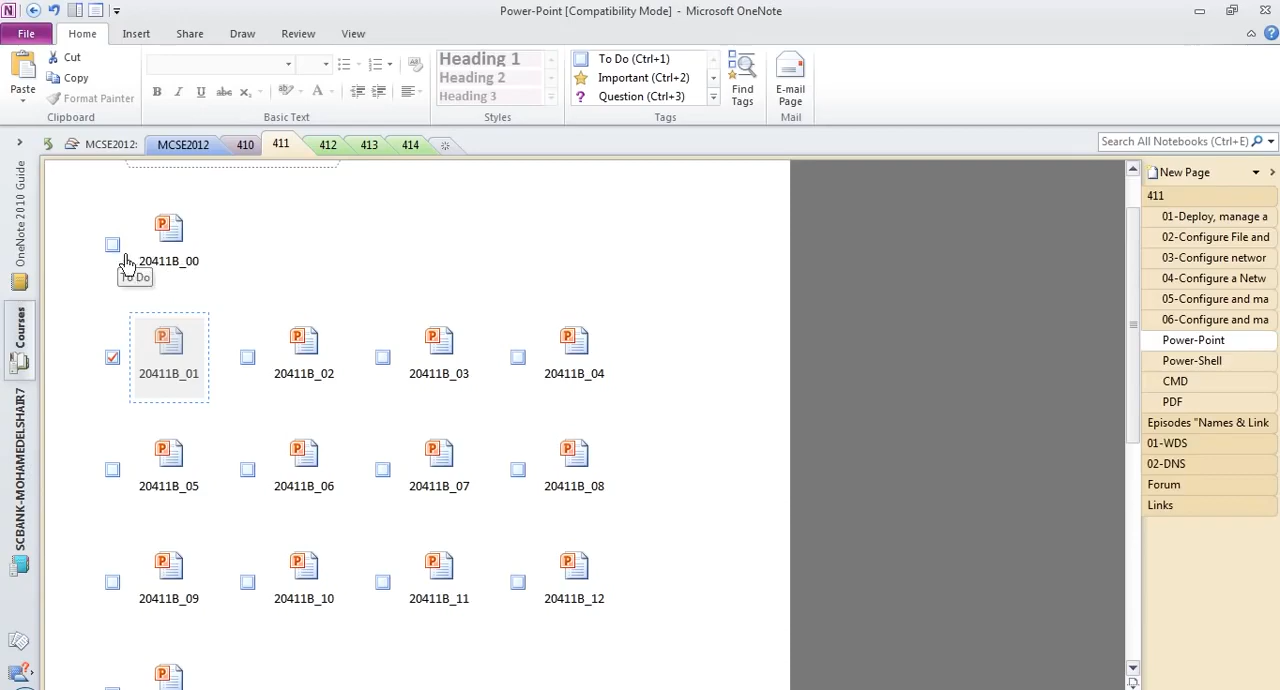 Power-Point [Compatibility Mode] - Microsoft OneNote
File Home Insert Share Draw Review View
Paste
Cut
Copy
Format Painter
Clipboard
Basic Text
Heading 1
Heading 2
Heading 3
Styles
To Do (Ctrl+1)
Important (Ctrl+2)
Question (Ctrl+3)
Tags
Find
Tags
E-mail
Page
Mail
MCSE2012: MCSE2012 410 411 412 413 414
Search All Notebooks (Ctrl+E)
OneNote 2010 Guide
Courses
SCBANK-MOHAMEDELSHAIR7
20411B_00
To Do
20411B_01 20411B_02 20411B_03 20411B_04
20411B_05 20411B_06 20411B_07 20411B_08
20411B_09 20411B_10 20411B_11 20411B_12
New Page
411
01-Deploy, manage a
02-Configure File and
03-Configure networ
04-Configure a Netw
05-Configure and ma
06-Configure and ma
Power-Point
Power-Shell
CMD
PDF
Episodes "Names & Link
01-WDS
02-DNS
Forum
Links